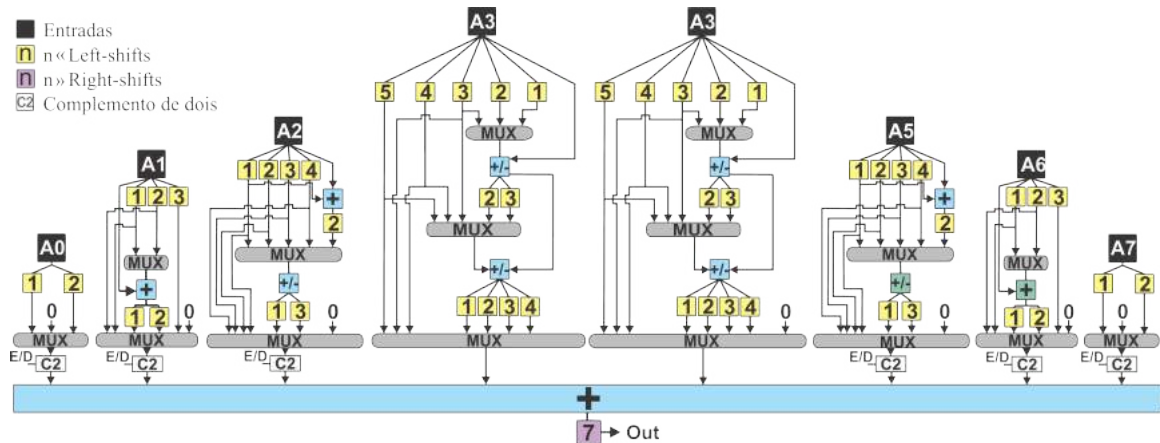 n Entradas
n n« Left-shifts
n n» Right-shifts
C2 Complemento de dois
A3 A3
5 4 3 2 1 5 4 3 2 1
MUX MUX
A2 A5
A1 +/- +/- A6
1 2 3 4 1 2 3 4
1 2 3 + 2 3 2 3 + 1 2 3
2 MUX MUX 2
A0 MUX MUX A7
MUX +/- +/- MUX
1 2 + +/- +/- + 1 2
1 2 1 3 1 2 3 4 1 2 3 4 1 3 1 2
0 0 0 0 0 0 0
MUX MUX MUX MUX MUX MUX MUX MUX
E/D E/D E/D E/D E/D E/D
C2 C2 C2 C2 C2 C2
+
7 Out